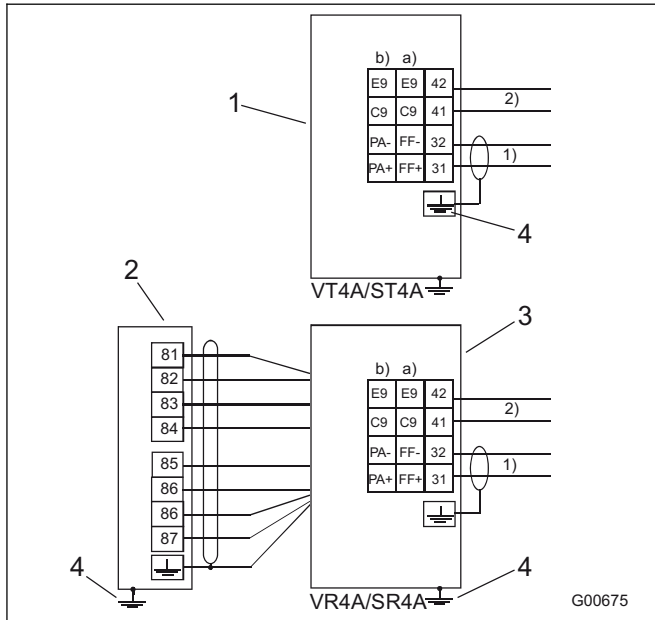 b) a)
1
E9 E9 42
2)
C9 C9 41
PA- FF- 32
1)
PA+ FF+ 31
4
VT4A/ST4A
2
3
81
82
83
84
85
86
86
87
b) a)
E9 E9 42
2)
C9 C9 41
PA- FF- 32
1)
PA+ FF+ 31
4
4
VR4A/SR4A
G00675